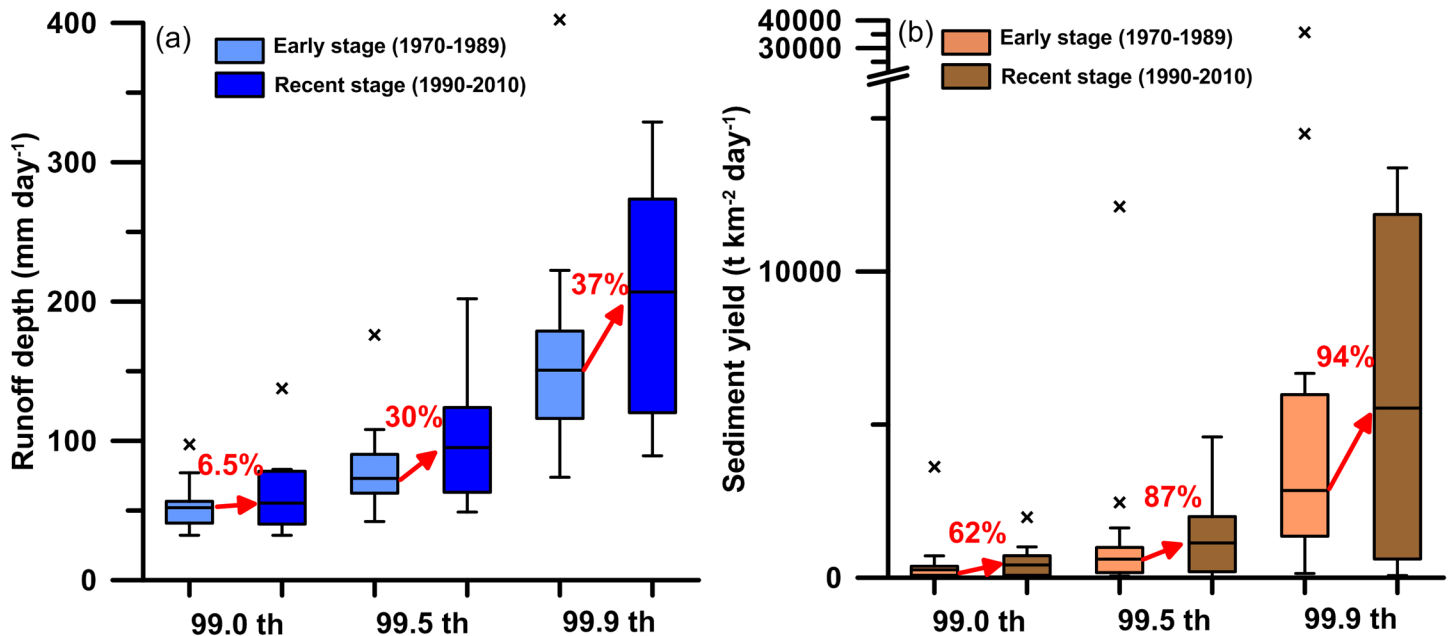 (a)
Early stage (1970-1989)
Recent stage (1990-2010)
Runoff depth (mm day⁻¹)
400
300
200
100
0
6.5%
30%
37%
99.0 th
99.5 th
99.9 th
(b)
Early stage (1970-1989)
Recent stage (1990-2010)
Sediment yield (t km⁻² day⁻¹)
40000
30000
10000
0
62%
87%
94%
99.0 th
99.5 th
99.9 th